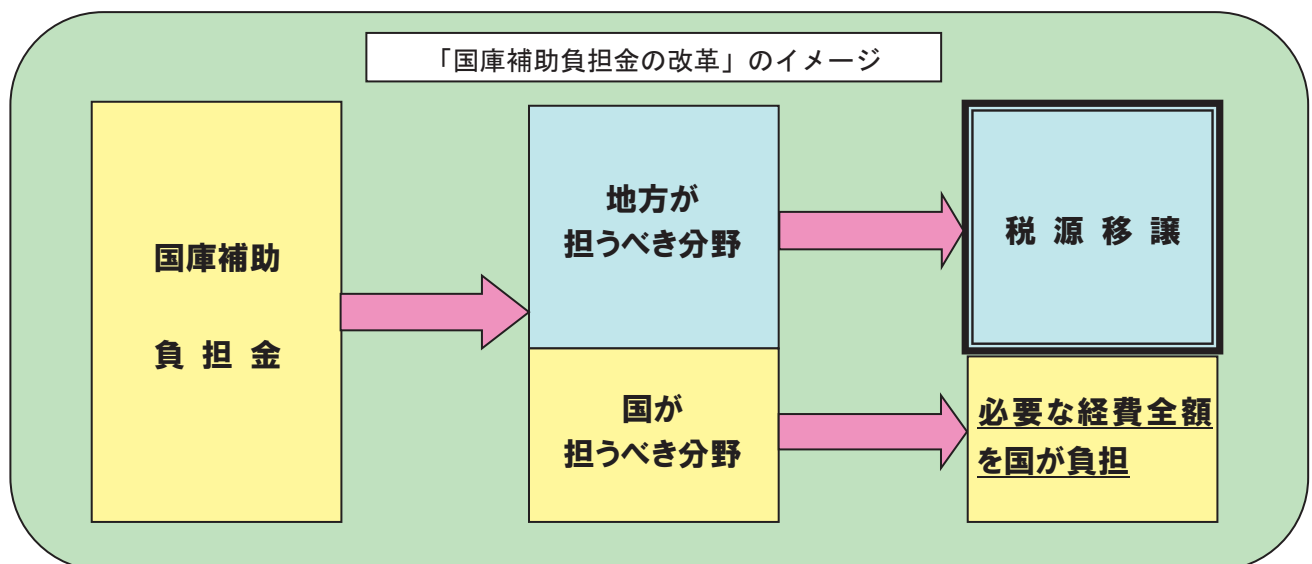 「国庫補助負担金の改革」のイメージ
国庫補助
負担金
地方が
担うべき分野
税源移譲
国が
担うべき分野
必要な経費全額
を国が負担